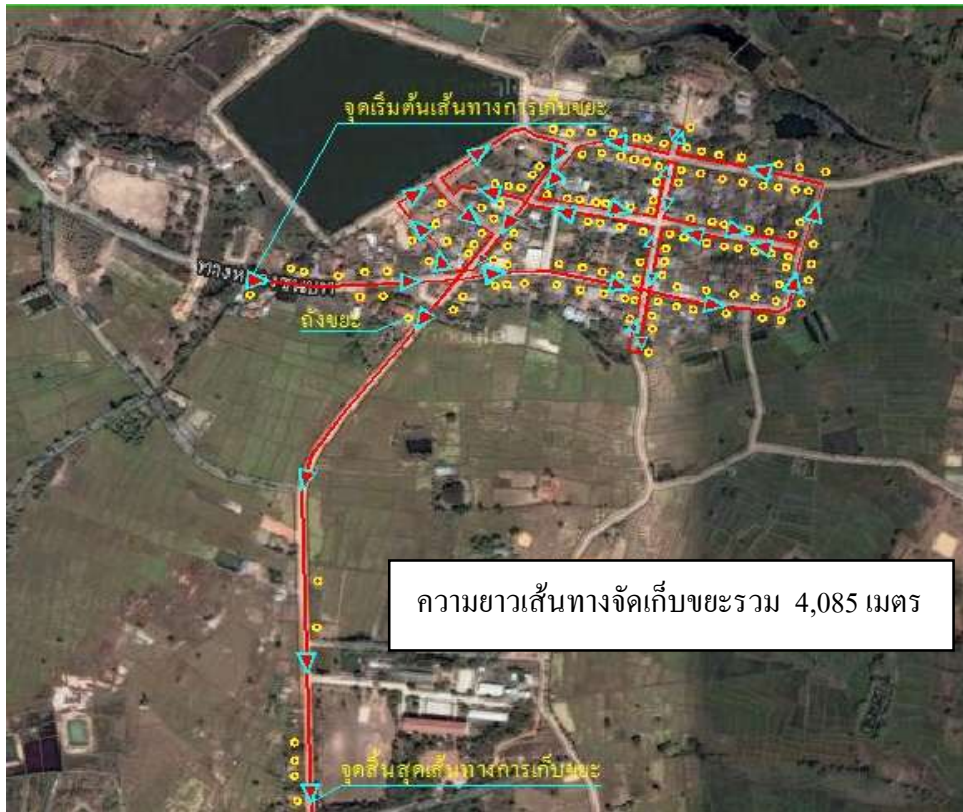 จุดเริ่มต้นเส้นทางการเก็บขยะ
ถังขยะ
ความยาวเส้นทางจัดเก็บขยะรวม 4,085 เมตร
จุดสิ้นสุดเส้นทางการเก็บขยะ